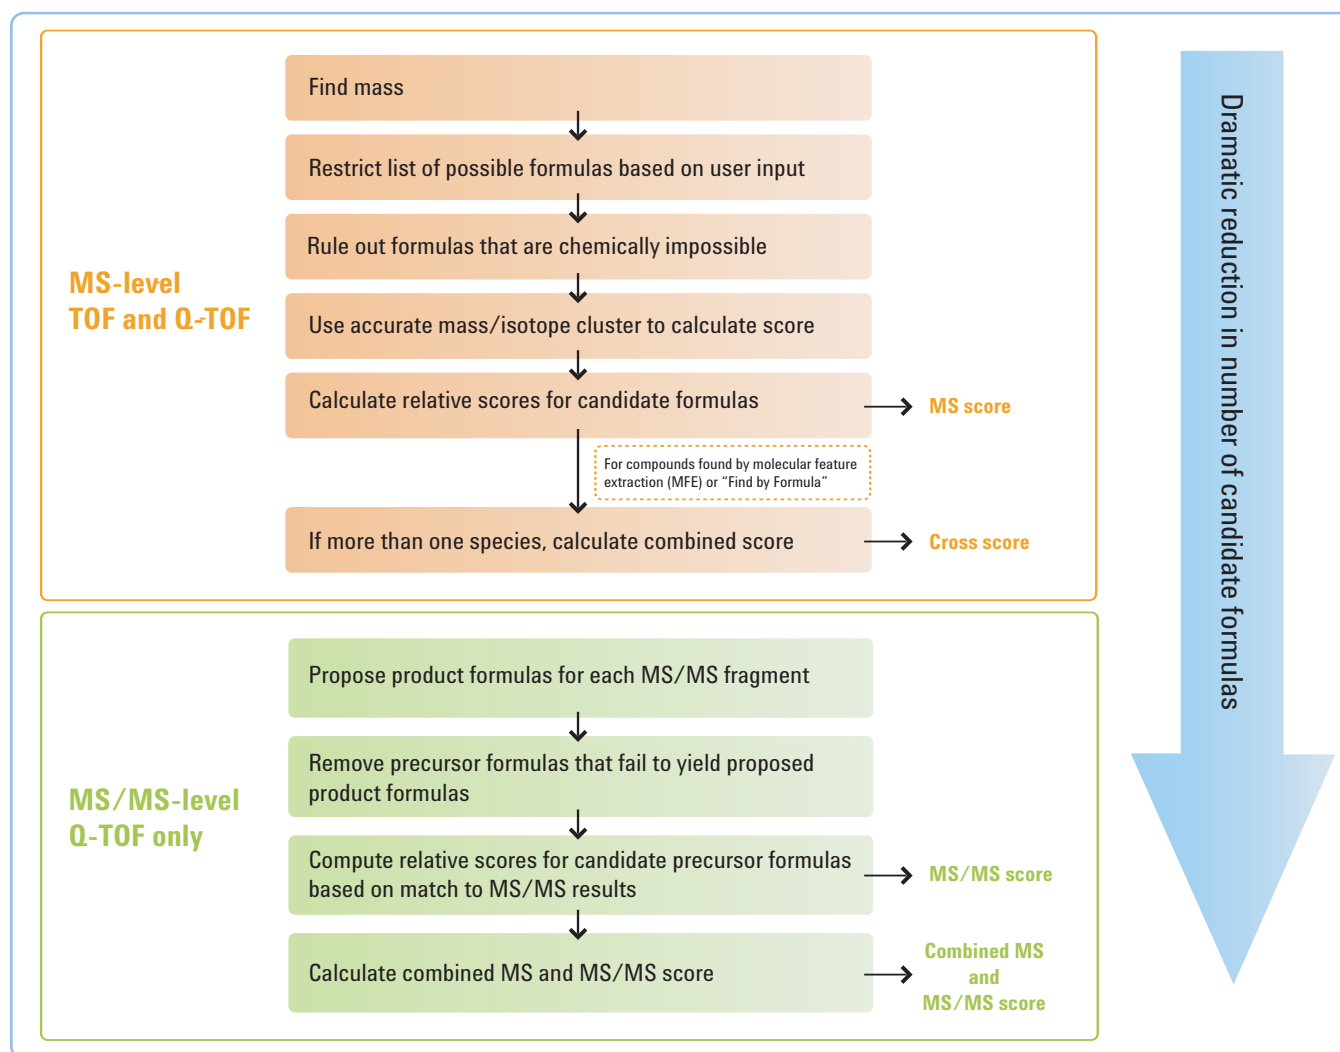 MS-level
TOF and Q-TOF
Find mass
Restrict list of possible formulas based on user input
Rule out formulas that are chemically impossible
Use accurate mass/isotope cluster to calculate score
Calculate relative scores for candidate formulas
MS score
For compounds found by molecular feature
extraction (MFE) or “Find by Formula”
If more than one species, calculate combined score
Cross score
MS/MS-level
Q-TOF only
Propose product formulas for each MS/MS fragment
Remove precursor formulas that fail to yield proposed
product formulas
Compute relative scores for candidate precursor formulas
based on match to MS/MS results
MS/MS score
Calculate combined MS and MS/MS score
Combined MS
and
MS/MS score
Dramatic reduction in number of candidate formulas